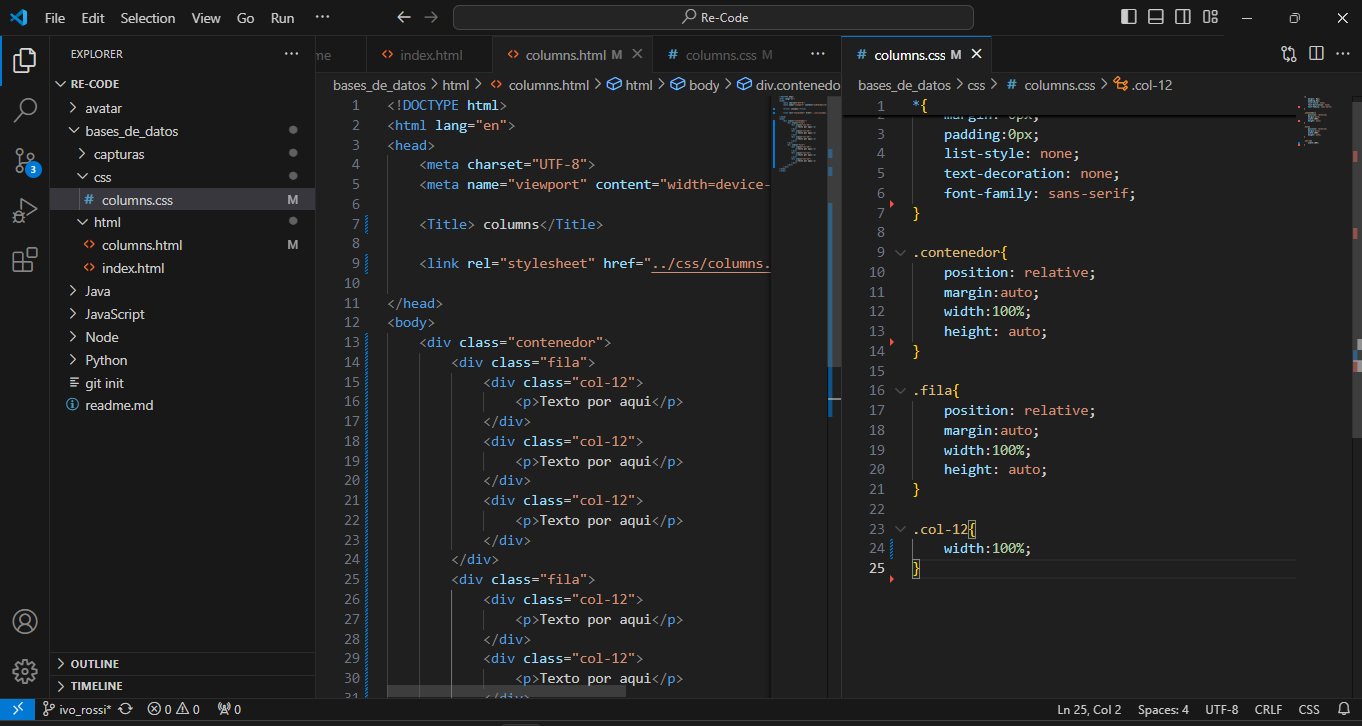 File Edit Selection View Go Run ··· Re-Code
EXPLORER ···
RE-CODE
avatar
bases_de_datos
capturas
css
# columns.css M
html
columns.html M
index.html
Java
JavaScript
Node
Python
git init
readme.md
OUTLINE
TIMELINE
3
me index.html columns.html M # columns.css M ···
bases_de_datos > html > columns.html > html > body > div.contenedo
1 <!DOCTYPE html>
2 <html lang="en">
3 <head>
4 <meta charset="UTF-8">
5 <meta name="viewport" content="width=device-
6
7 <Title> columns</Title>
8
9 <link rel="stylesheet" href="../css/columns.
10
11 </head>
12 <body>
13 <div class="contenedor">
14 <div class="fila">
15 <div class="col-12">
16 <p>Texto por aqui</p>
17 </div>
18 <div class="col-12">
19 <p>Texto por aqui</p>
20 </div>
21 <div class="col-12">
22 <p>Texto por aqui</p>
23 </div>
24 </div>
25 <div class="fila">
26 <div class="col-12">
27 <p>Texto por aqui</p>
28 </div>
29 <div class="col-12">
30 <p>Texto por aqui</p>
31 </div>
# columns.css M ···
bases_de_datos > css > # columns.css > .col-12
1 *{
margin: 0px;
3 padding:0px;
4 list-style: none;
5 text-decoration: none;
6 font-family: sans-serif;
7 }
8
9 .contenedor{
10 position: relative;
11 margin:auto;
12 width:100%;
13 height: auto;
14 }
15
16 .fila{
17 position: relative;
18 margin:auto;
19 width:100%;
20 height: auto;
21 }
22
23 .col-12{
24 width:100%;
25 }
ivo_rossi* 0 0 0 Ln 25, Col 2 Spaces: 4 UTF-8 CRLF CSS